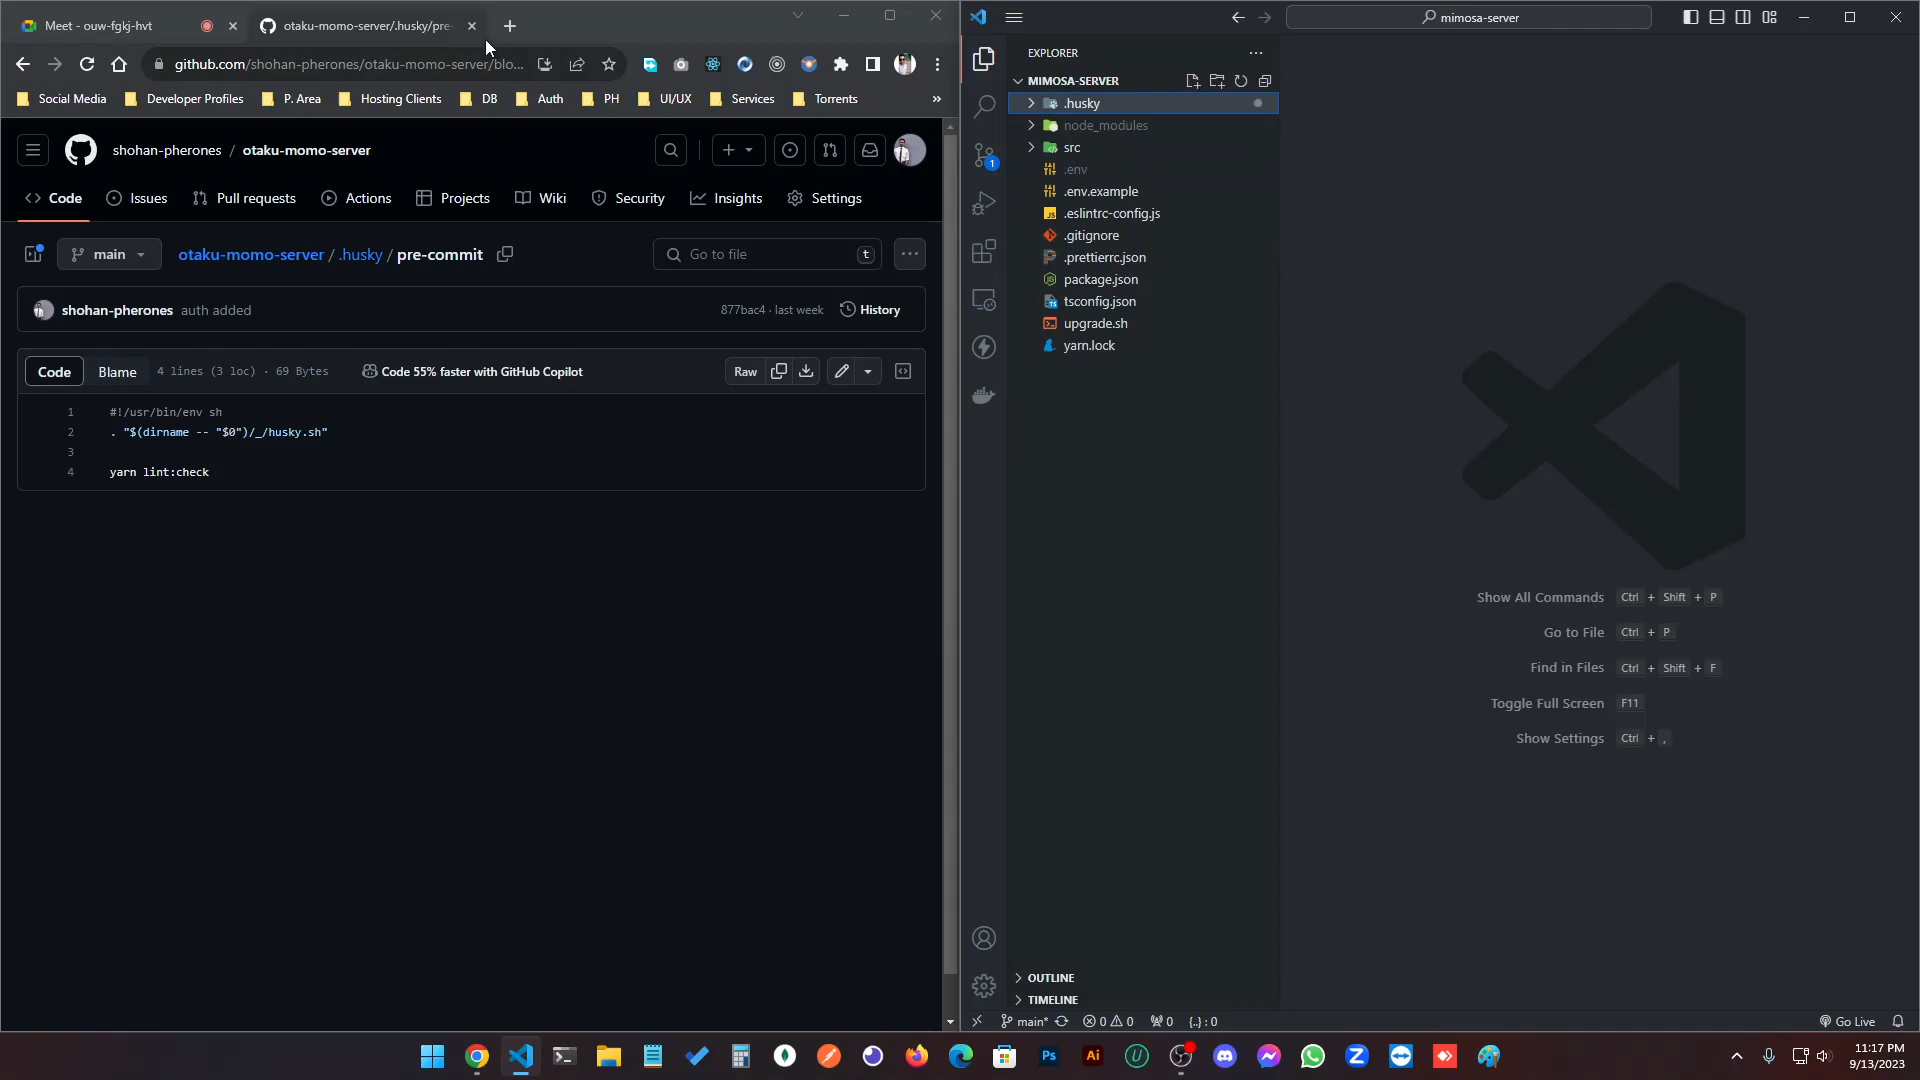 Meet - ouw-fgkj-hvt
otaku-momo-server/.husky/pre-
github.com/shohan-pherones/otaku-momo-server/blo...
Social Media
Developer Profiles
P. Area
Hosting Clients
DB
Auth
PH
UI/UX
Services
Torrents
»
shohan-pherones / otaku-momo-server
Code
Issues
Pull requests
Actions
Projects
Wiki
Security
Insights
Settings
main
otaku-momo-server / .husky / pre-commit
Go to file
t
shohan-pherones auth added
877bac4 · last week
History
Code
Blame
4 lines (3 loc) · 69 Bytes
Code 55% faster with GitHub Copilot
Raw
1 #!/usr/bin/env sh
2 . "$(dirname -- "$0")/_/husky.sh"
3
4 yarn lint:check
mimosa-server
EXPLORER
MIMOSA-SERVER
.husky
node_modules
src
.env
.env.example
.eslintrc-config.js
.gitignore
.prettierrc.json
package.json
tsconfig.json
upgrade.sh
yarn.lock
1
Show All Commands Ctrl + Shift + P
Go to File Ctrl + P
Find in Files Ctrl + Shift + F
Toggle Full Screen F11
Show Settings Ctrl + ,
OUTLINE
TIMELINE
main*
0
0
0
{..} : 0
Go Live
Ps
Ai
11:17 PM
9/13/2023